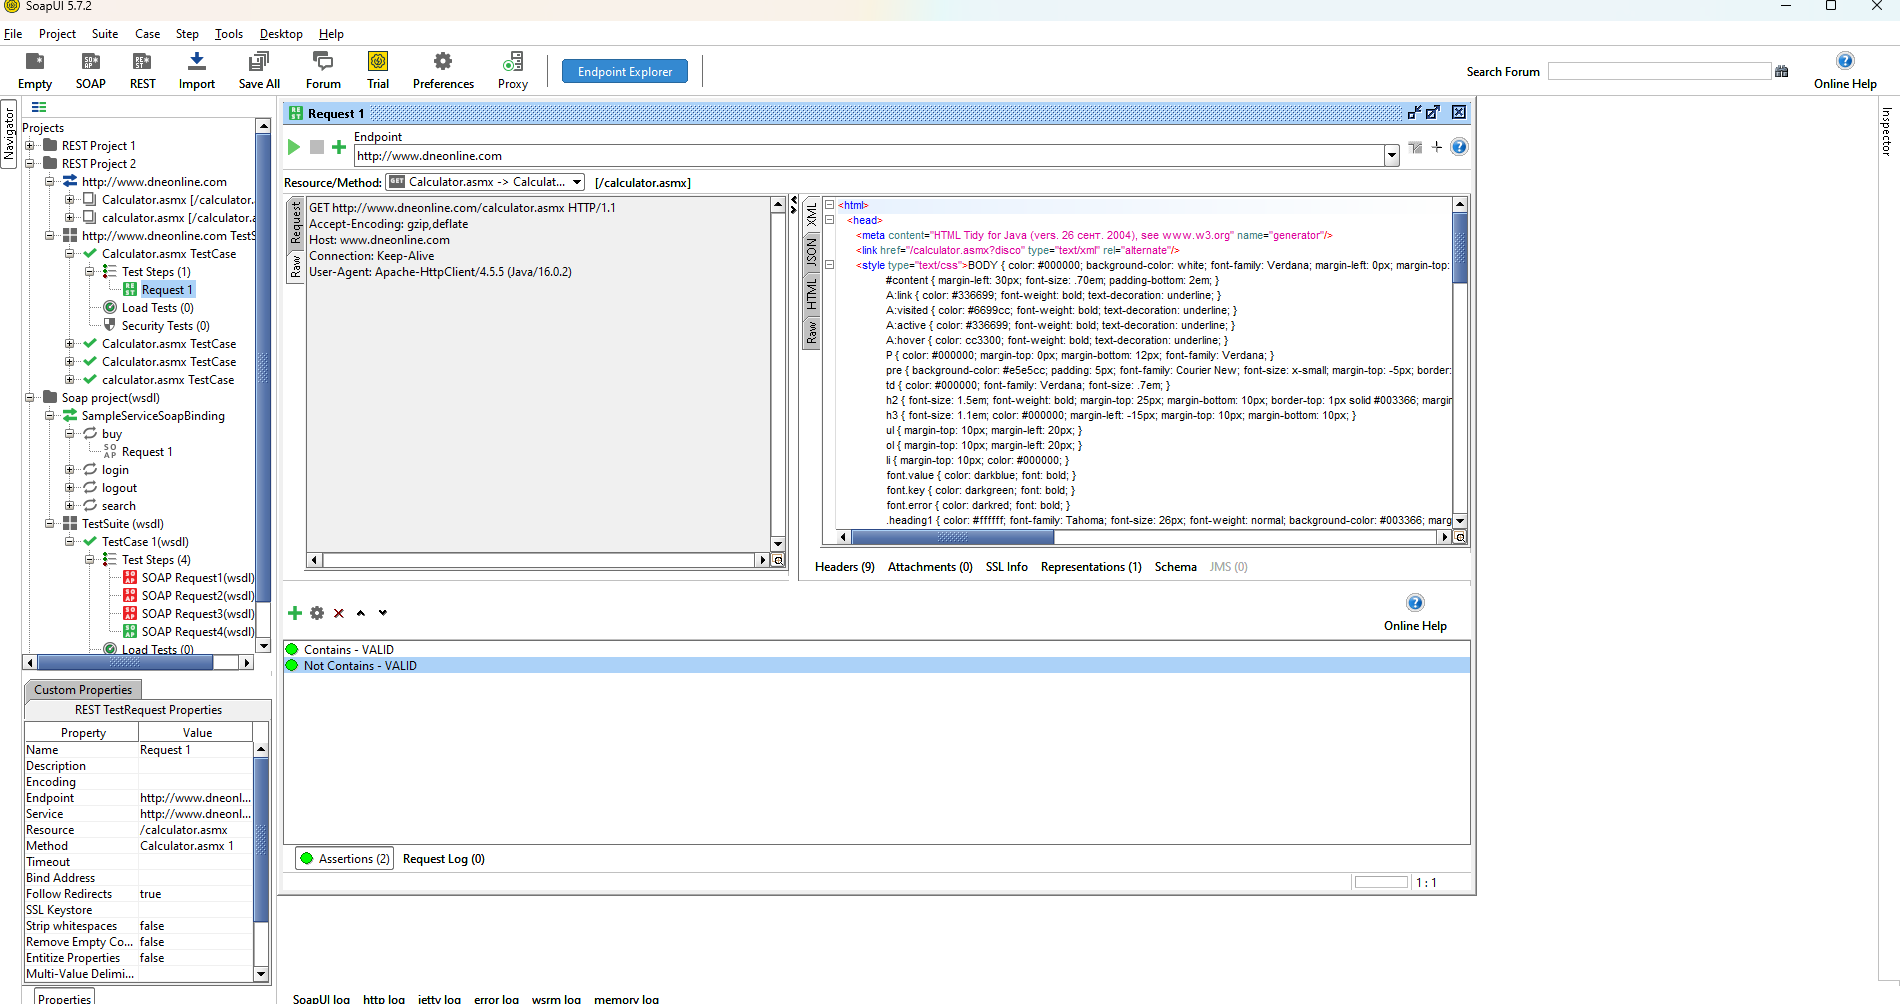 SoapUI 5.7.2
File Project Suite Case Step Tools Desktop Help
Empty SOAP REST Import Save All Forum Trial Preferences Proxy Endpoint Explorer Search Forum Online Help
Navigator
Projects
REST Project 1
REST Project 2
http://www.dneonline.com
Calculator.asmx [/calculator.
calculator.asmx [/calculator.a
http://www.dneonline.com TestS
Calculator.asmx TestCase
Test Steps (1)
Request 1
Load Tests (0)
Security Tests (0)
Calculator.asmx TestCase
Calculator.asmx TestCase
calculator.asmx TestCase
Soap project(wsdl)
SampleServiceSoapBinding
buy
Request 1
login
logout
search
TestSuite (wsdl)
TestCase 1(wsdl)
Test Steps (4)
SOAP Request1(wsdl)
SOAP Request2(wsdl)
SOAP Request3(wsdl)
SOAP Request4(wsdl)
Load Tests (0)
Custom Properties
REST TestRequest Properties
Property Value
Name Request 1
Description
Encoding
Endpoint http://www.dneonl...
Service http://www.dneonl...
Resource /calculator.asmx
Method Calculator.asmx 1
Timeout
Bind Address
Follow Redirects true
SSL Keystore
Strip whitespaces false
Remove Empty Co... false
Entitize Properties false
Multi-Value Delimi...
Properties
Request 1
Endpoint
http://www.dneonline.com
Resource/Method: GET Calculator.asmx -> Calculat... [/calculator.asmx]
Request
Raw
GET http://www.dneonline.com/calculator.asmx HTTP/1.1
Accept-Encoding: gzip,deflate
Host: www.dneonline.com
Connection: Keep-Alive
User-Agent: Apache-HttpClient/4.5.5 (Java/16.0.2)
XML
JSON
HTML
Raw
<html>
<head>
<meta content="HTML Tidy for Java (vers. 26 сент. 2004), see www.w3.org" name="generator"/>
<link href="/calculator.asmx?disco" type="text/xml" rel="alternate"/>
<style type="text/css">BODY { color: #000000; background-color: white; font-family: Verdana; margin-left: 0px; margin-top:
#content { margin-left: 30px; font-size: .70em; padding-bottom: 2em; }
A:link { color: #336699; font-weight: bold; text-decoration: underline; }
A:visited { color: #6699cc; font-weight: bold; text-decoration: underline; }
A:active { color: #336699; font-weight: bold; text-decoration: underline; }
A:hover { color: cc3300; font-weight: bold; text-decoration: underline; }
P { color: #000000; margin-top: 0px; margin-bottom: 12px; font-family: Verdana; }
pre { background-color: #e5e5cc; padding: 5px; font-family: Courier New; font-size: x-small; margin-top: -5px; border:
td { color: #000000; font-family: Verdana; font-size: .7em; }
h2 { font-size: 1.5em; font-weight: bold; margin-top: 25px; margin-bottom: 10px; border-top: 1px solid #003366; margin
h3 { font-size: 1.1em; color: #000000; margin-left: -15px; margin-top: 10px; margin-bottom: 10px; }
ul { margin-top: 10px; margin-left: 20px; }
ol { margin-top: 10px; margin-left: 20px; }
li { margin-top: 10px; color: #000000; }
font.value { color: darkblue; font: bold; }
font.key { color: darkgreen; font: bold; }
font.error { color: darkred; font: bold; }
.heading1 { color: #ffffff; font-family: Tahoma; font-size: 26px; font-weight: normal; background-color: #003366; marg
Headers (9) Attachments (0) SSL Info Representations (1) Schema JMS (0)
Online Help
Contains - VALID
Not Contains - VALID
Assertions (2) Request Log (0)
1 : 1
Inspector
SoapUI log http log jetty log error log wsrm log memory log